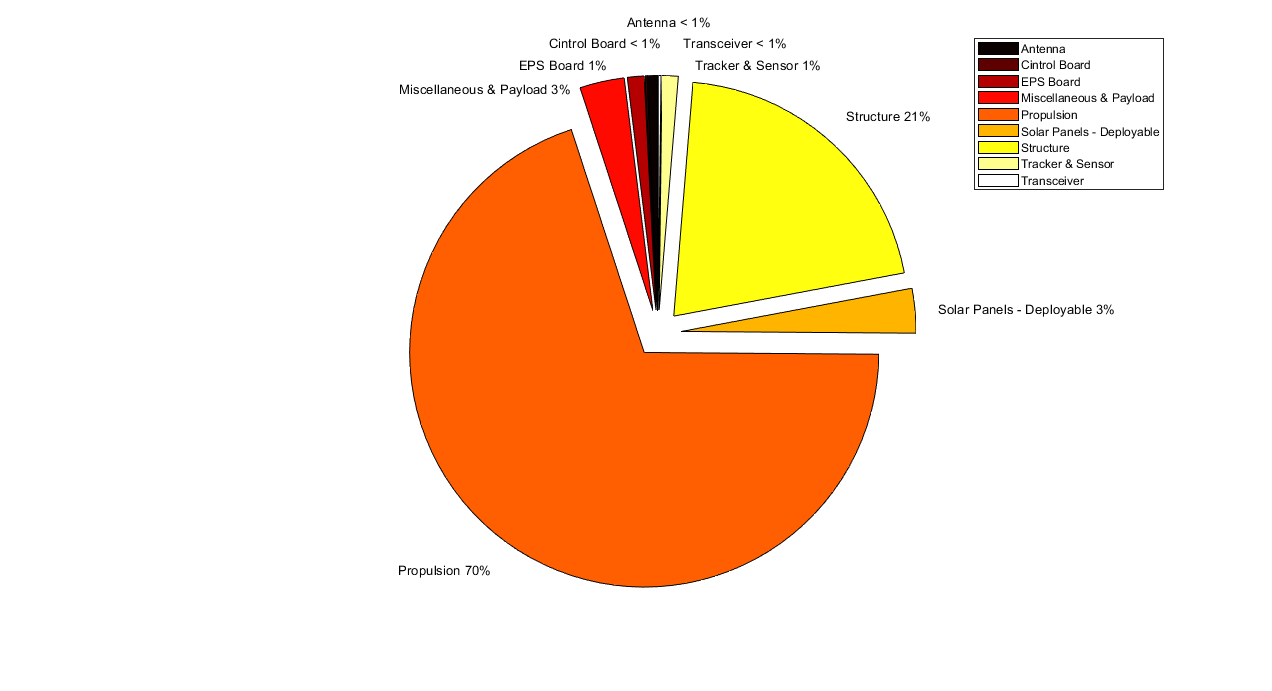 Antenna < 1%
Cintrol Board < 1%
Transceiver < 1%
EPS Board 1%
Tracker & Sensor 1%
Miscellaneous & Payload 3%
Structure 21%
Solar Panels - Deployable 3%
Propulsion 70%
Antenna
Cintrol Board
EPS Board
Miscellaneous & Payload
Propulsion
Solar Panels - Deployable
Structure
Tracker & Sensor
Transceiver